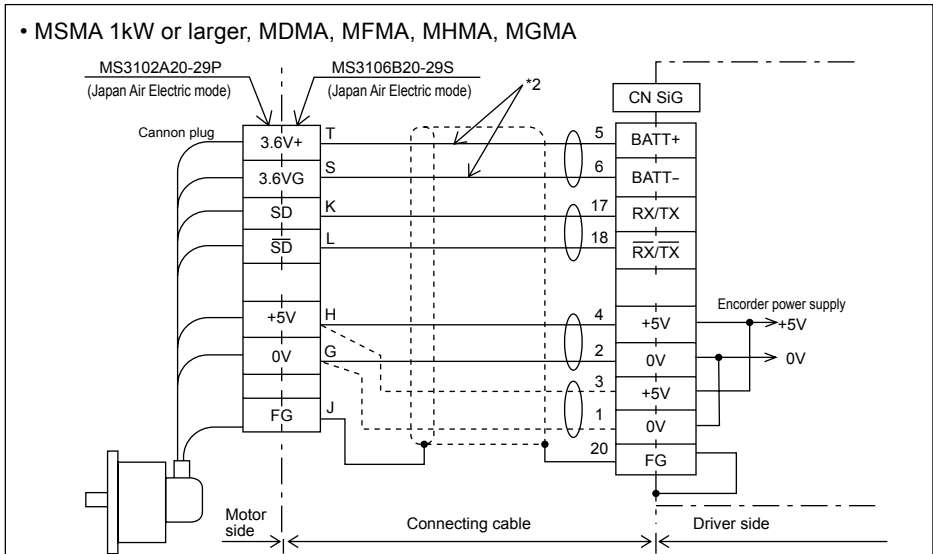 • MSMA 1kW or larger, MDMA, MFMA, MHMA, MGMA
MS3102A20-29P
(Japan Air Electric mode)
MS3106B20-29S
(Japan Air Electric mode)
*2
CN SiG
Cannon plug
3.6V+ T 5 BATT+
3.6VG S 6 BATT−
SD K 17 RX/TX
S̅D̅ L 18 R̅X̅/T̅X̅
Encorder power supply
+5V H 4 +5V +5V
0V G 2 0V 0V
3 +5V
1 0V
FG J 20 FG
Motor side
Connecting cable
Driver side